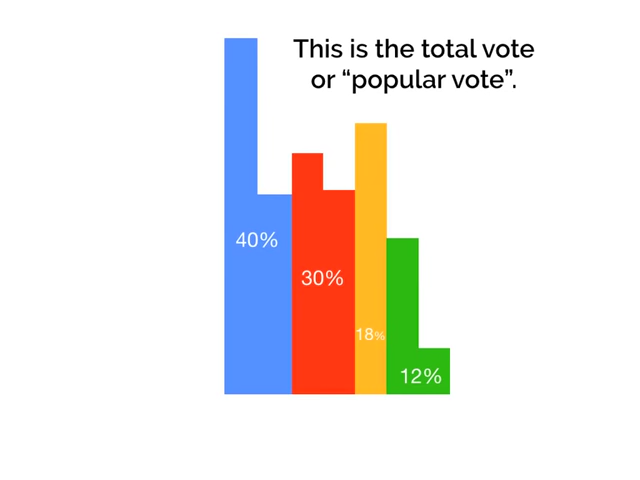 This is the total vote
or “popular vote”.
40%
30%
18%
12%